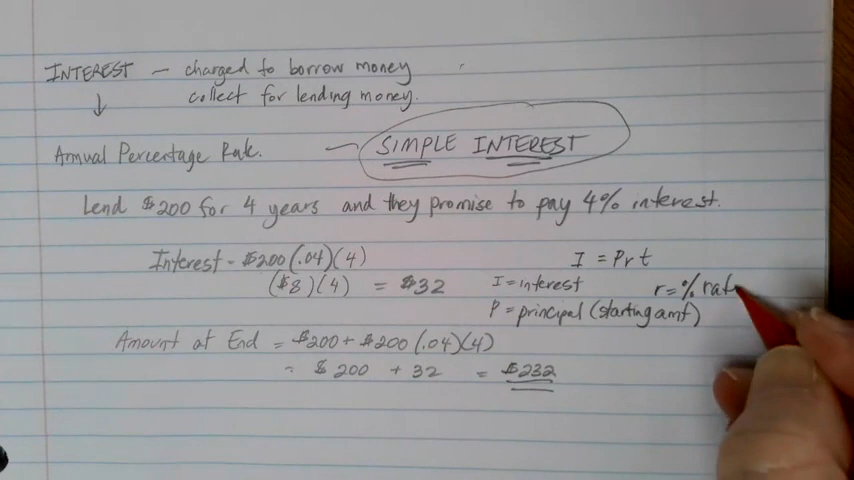 INTEREST — charged to borrow money
collect for lending money.
↓
Annual Percentage Rate. — SIMPLE INTEREST
Lend $200 for 4 years and they promise to pay 4% interest.
Interest = $200(.04)(4)
($8)(4) = $32
I = Prt
I = interest
r = % rat
P = principal (starting amt)
Amount at End = $200 + $200(.04)(4)
= $200 + 32 = $232